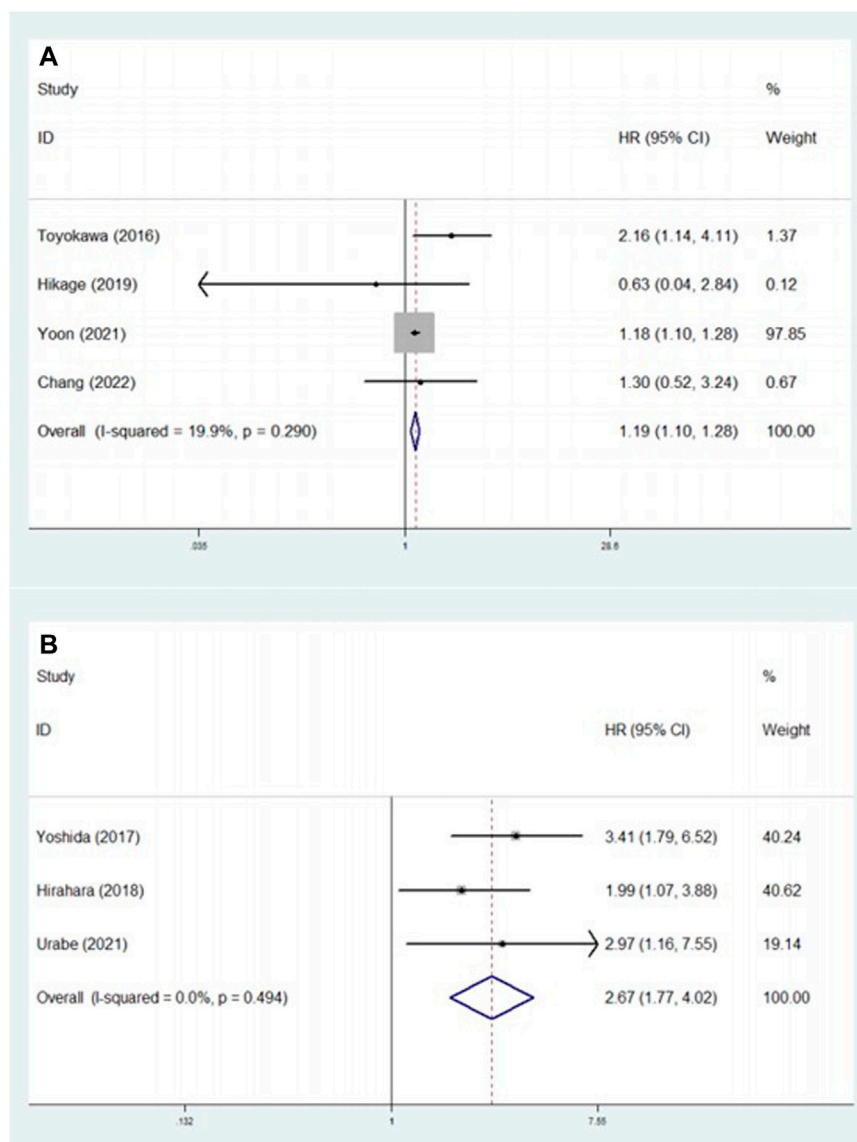 A
Study %
ID HR (95% CI) Weight
Toyokawa (2016) 2.16 (1.14, 4.11) 1.37
Hikage (2019) 0.63 (0.04, 2.84) 0.12
Yoon (2021) 1.18 (1.10, 1.28) 97.85
Chang (2022) 1.30 (0.52, 3.24) 0.67
Overall (I-squared = 19.9%, p = 0.290) 1.19 (1.10, 1.28) 100.00
.035 1 28.6
B
Study %
ID HR (95% CI) Weight
Yoshida (2017) 3.41 (1.79, 6.52) 40.24
Hirahara (2018) 1.99 (1.07, 3.88) 40.62
Urabe (2021) 2.97 (1.16, 7.55) 19.14
Overall (I-squared = 0.0%, p = 0.494) 2.67 (1.77, 4.02) 100.00
.132 1 7.55